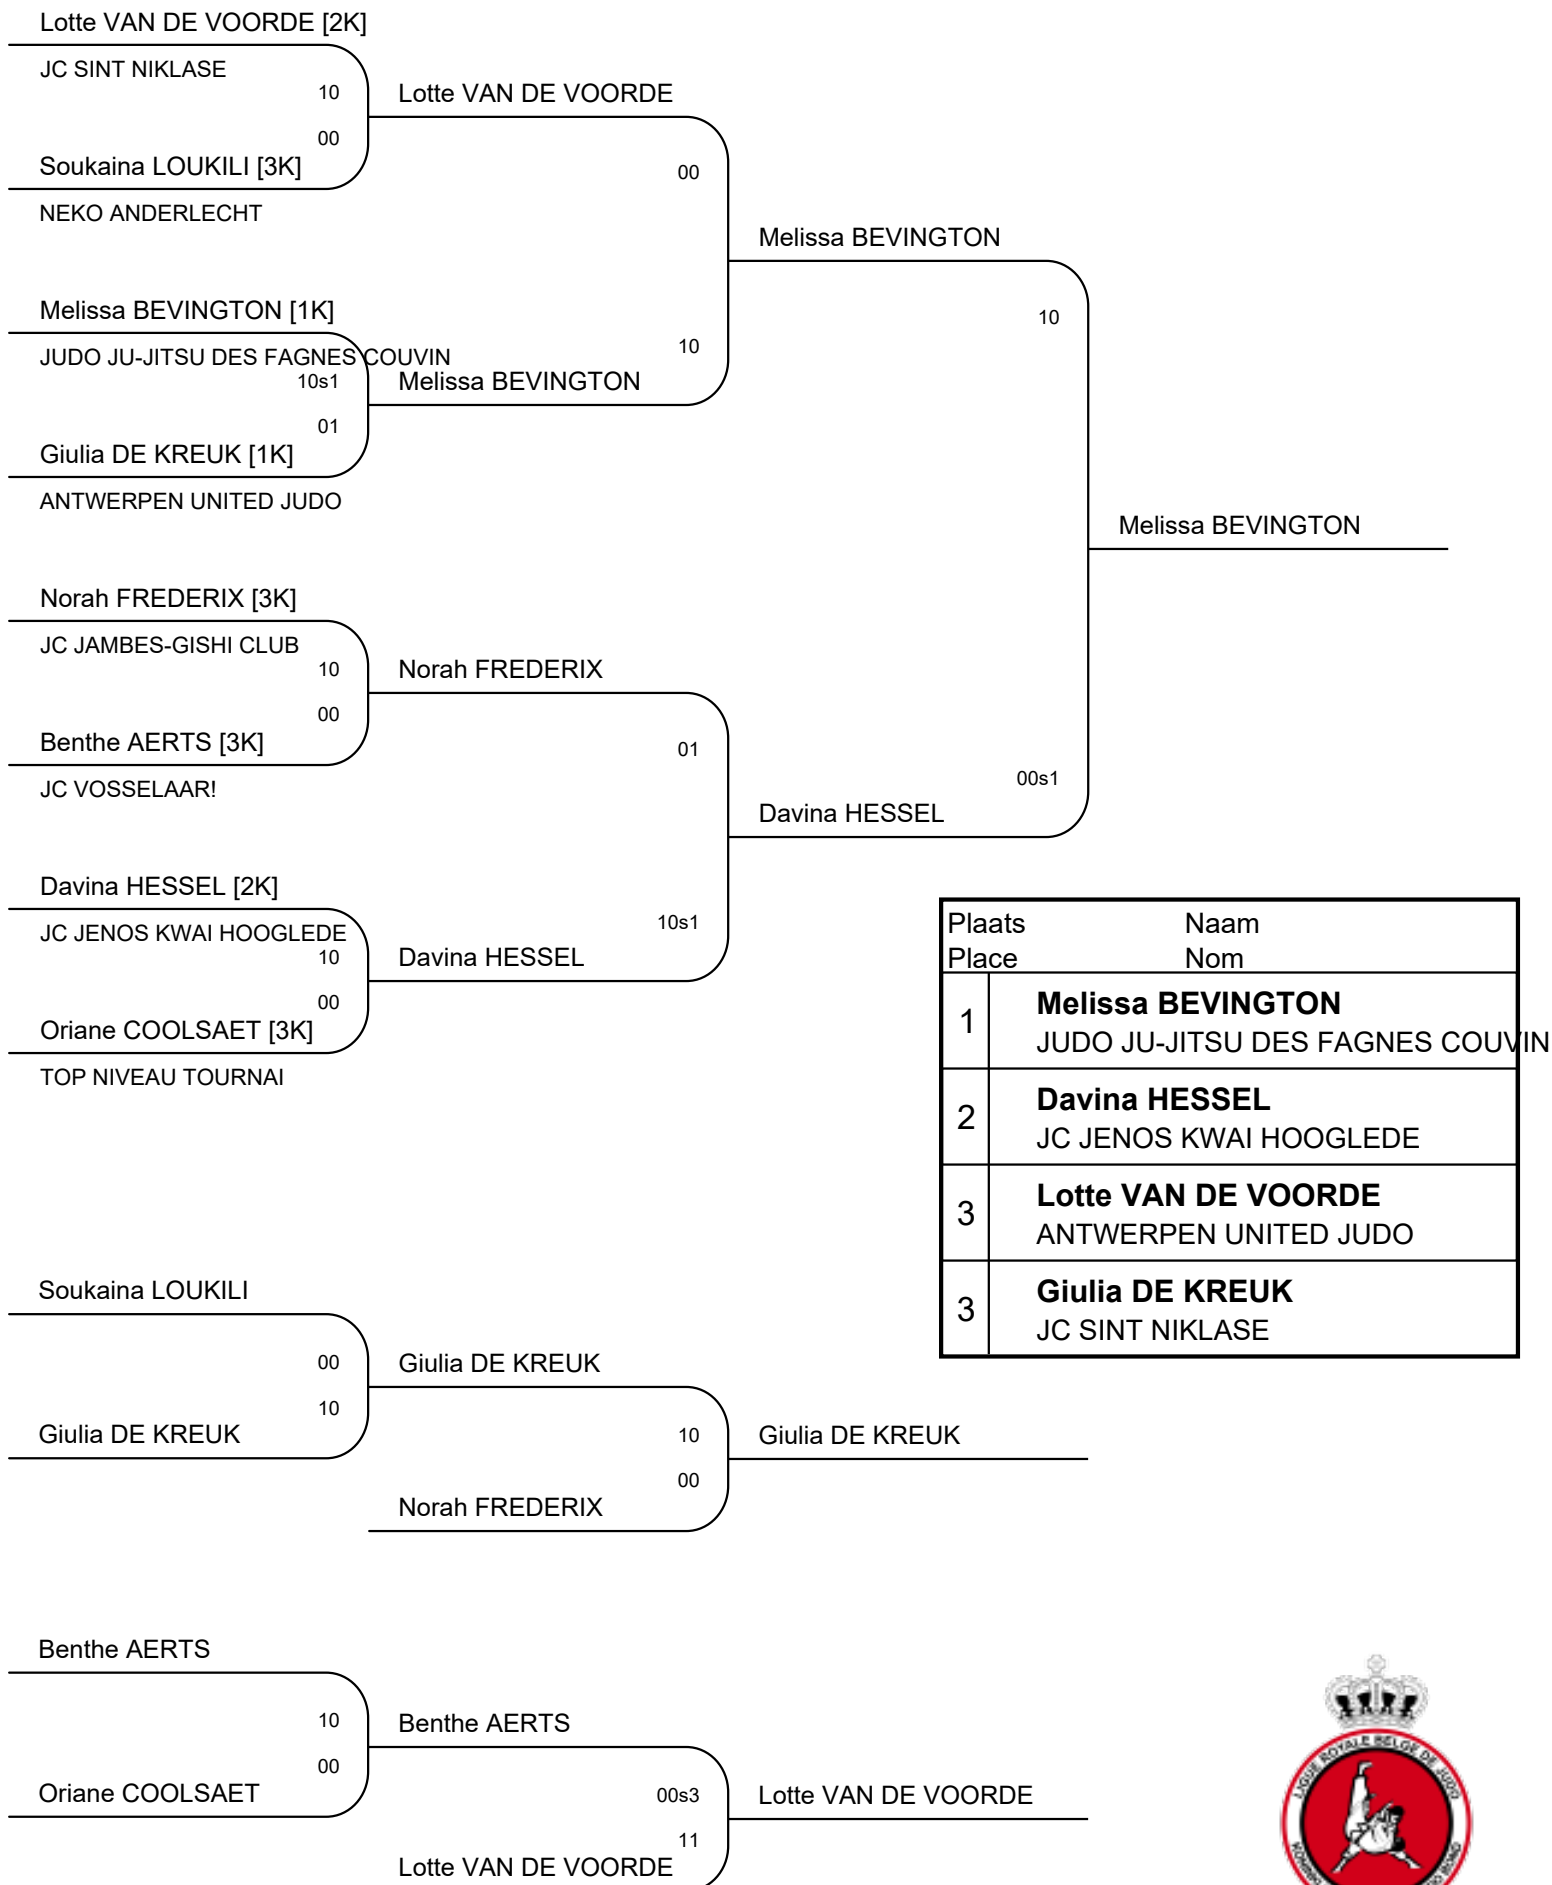 Lotte VAN DE VOORDE [2K]
JC SINT NIKLASE
10
Lotte VAN DE VOORDE
00
Soukaina LOUKILI [3K]
00
NEKO ANDERLECHT
Melissa BEVINGTON
Melissa BEVINGTON [1K]
10
JUDO JU-JITSU DES FAGNES COUVIN
10
10s1
Melissa BEVINGTON
01
Giulia DE KREUK [1K]
ANTWERPEN UNITED JUDO
Melissa BEVINGTON
Norah FREDERIX [3K]
JC JAMBES-GISHI CLUB
10
Norah FREDERIX
00
Benthe AERTS [3K]
01
JC VOSSELAAR!
00s1
Davina HESSEL
Davina HESSEL [2K]
JC JENOS KWAI HOOGLEDE
10s1
10
Davina HESSEL
00
Oriane COOLSAET [3K]
TOP NIVEAU TOURNAI
Plaats Naam
Place Nom
1 Melissa BEVINGTON
JUDO JU-JITSU DES FAGNES COUVIN
2 Davina HESSEL
JC JENOS KWAI HOOGLEDE
3 Lotte VAN DE VOORDE
ANTWERPEN UNITED JUDO
3 Giulia DE KREUK
JC SINT NIKLASE
Soukaina LOUKILI
00
Giulia DE KREUK
10
Giulia DE KREUK
10
Giulia DE KREUK
00
Norah FREDERIX
Benthe AERTS
10
Benthe AERTS
00
Oriane COOLSAET
00s3
Lotte VAN DE VOORDE
11
Lotte VAN DE VOORDE
LIGUE ROYALE BELGE DE JUDO